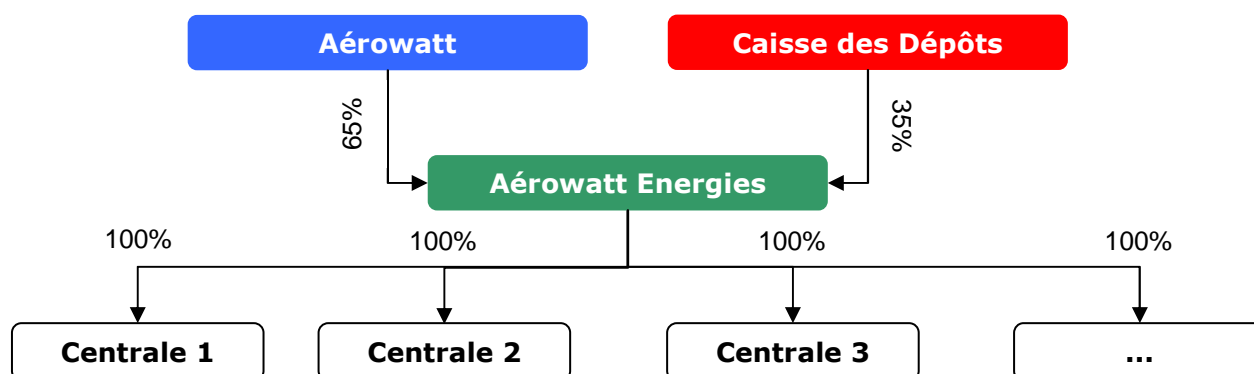 Aérowatt
Caisse des Dépôts
65%
35%
Aérowatt Energies
100%
100%
100%
100%
Centrale 1
Centrale 2
Centrale 3
...